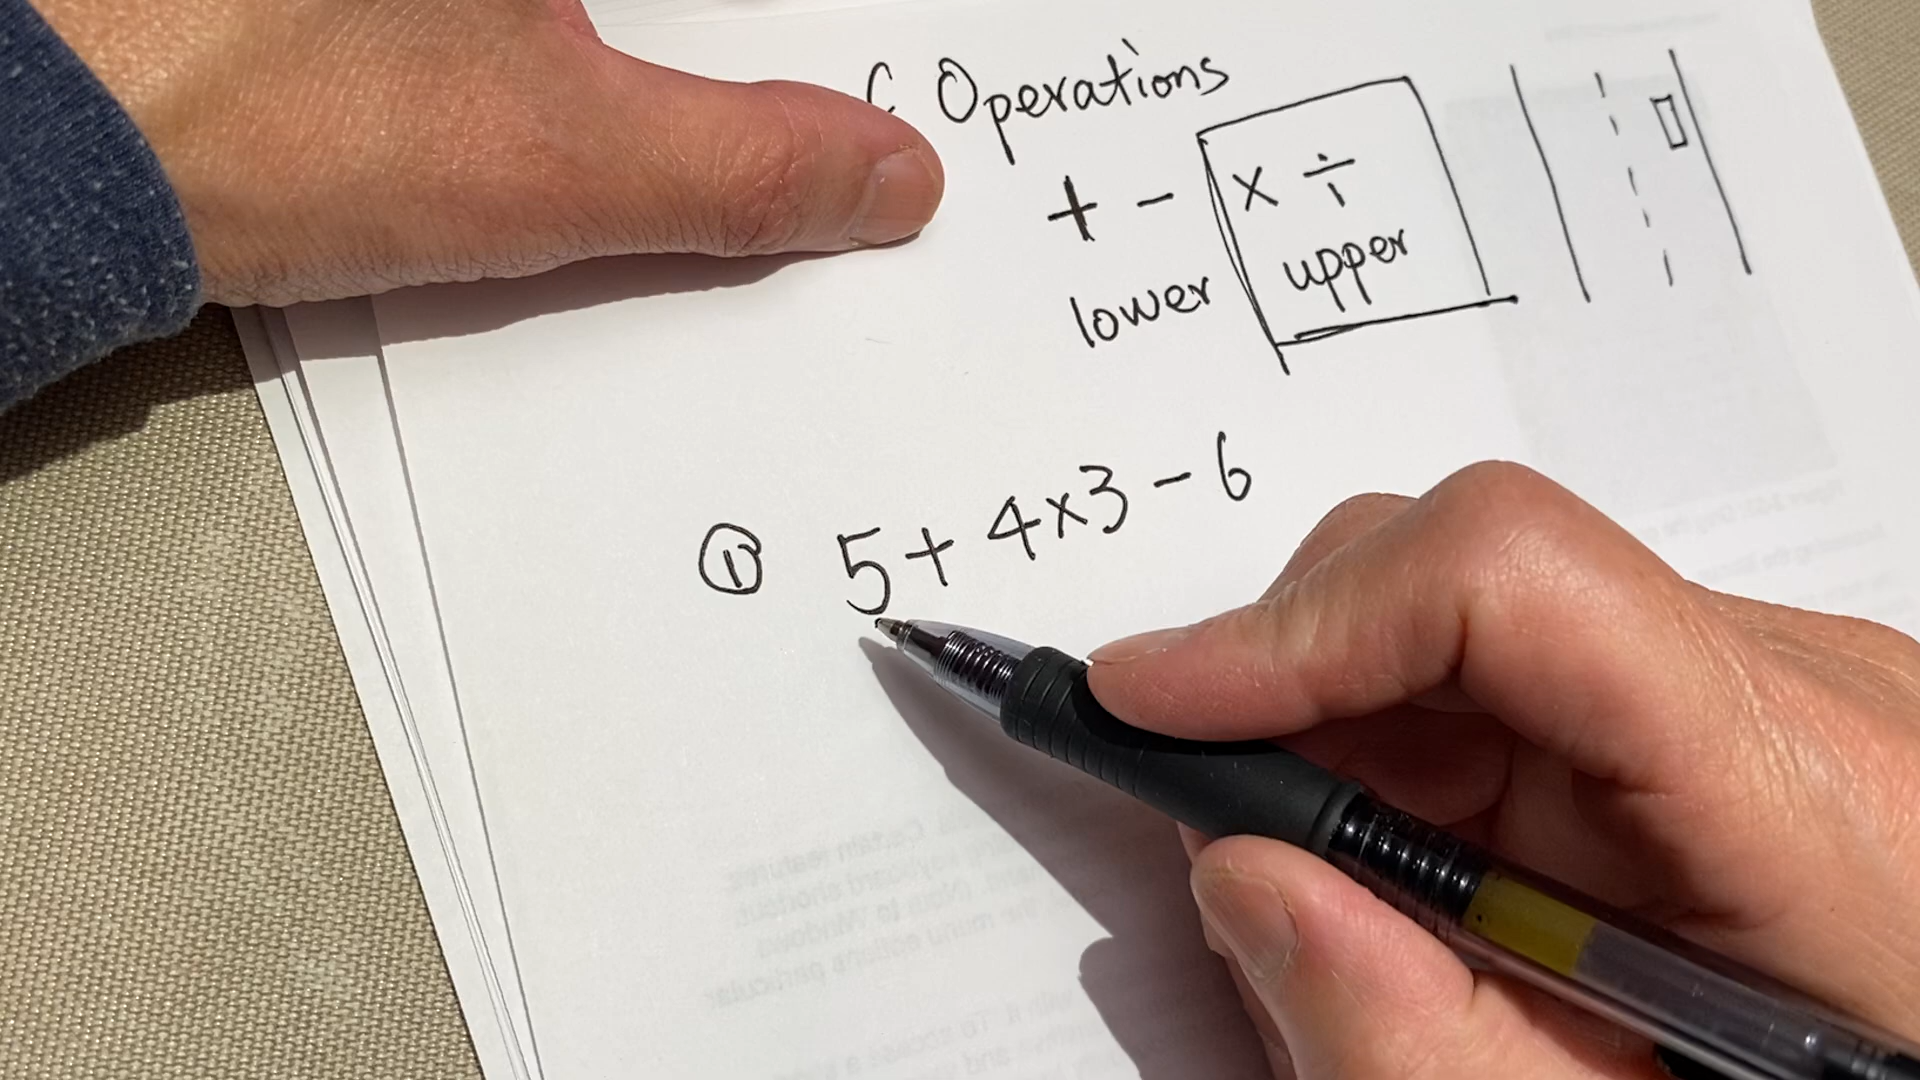 Operations
+ - × ÷
lower upper
① 5 + 4 × 3 - 6